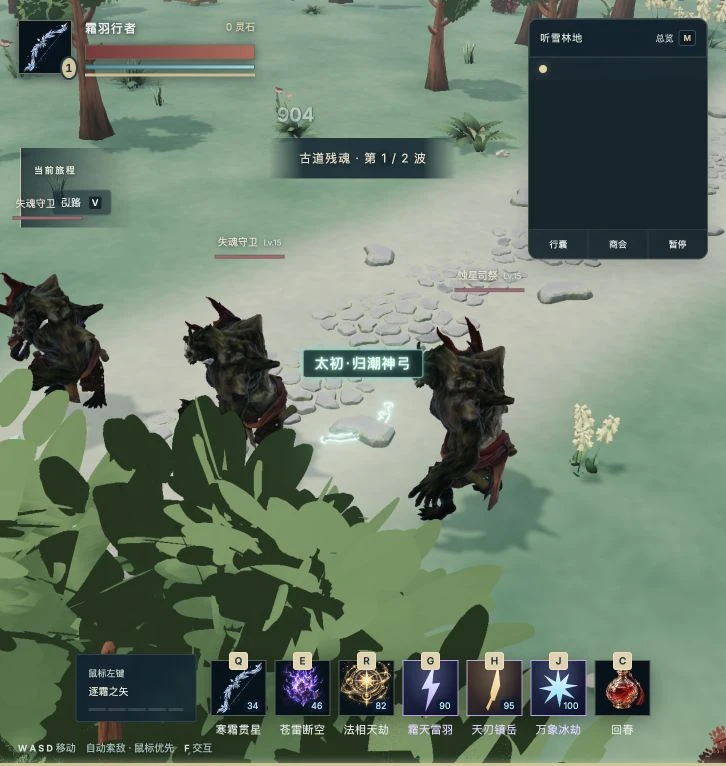 霜羽行者
0 灵石
1
听雪林地
总览 M
904
古道残魂 · 第 1 / 2 波
当前旅程
失魂守卫
引路 V
失魂守卫 Lv.15
蚀星司祭 Lv.15
行囊
商会
暂停
太初·归潮神弓
鼠标左键
逐霜之矢
Q
34
寒霜贯星
E
46
苍雷断空
R
82
法相天劫
G
90
霜天雷羽
H
95
天刃镇岳
J
100
万象冰劫
C
回春
WASD 移动 自动索敌 · 鼠标优先 F 交互